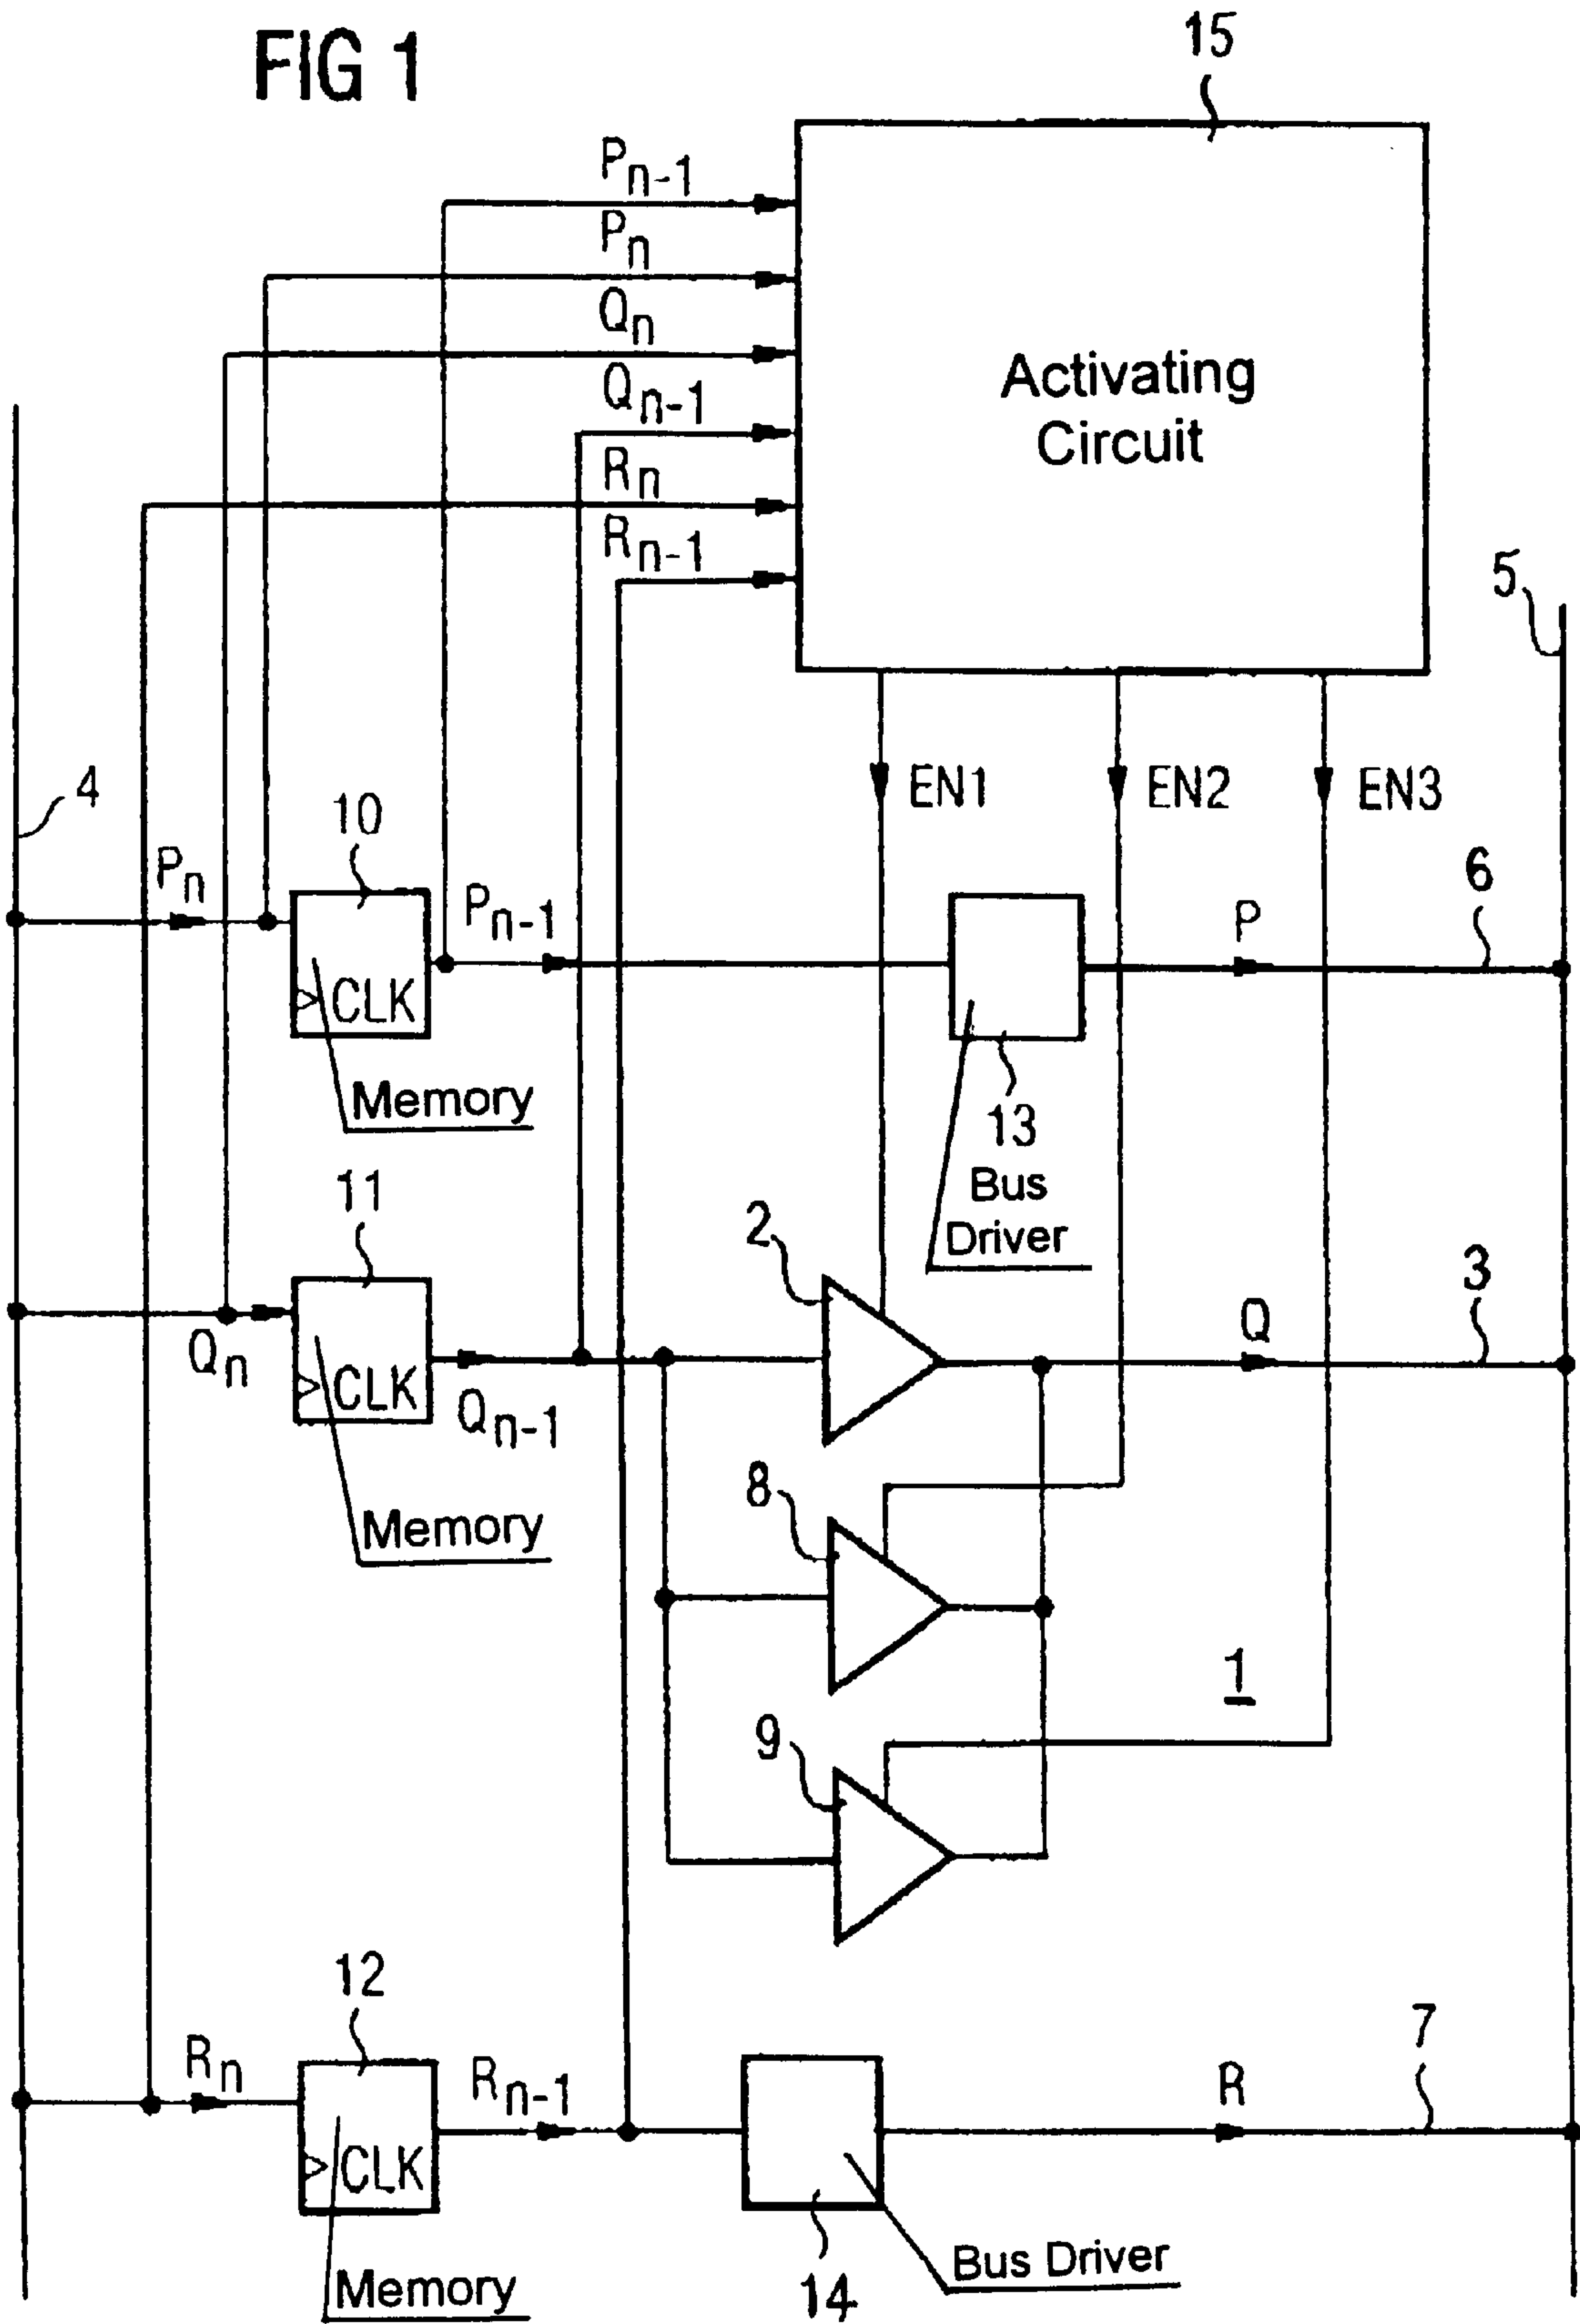 FIG 1
15
Pn-1
Pn
Qn
Qn-1
Rn
Rn-1
Activating
Circuit
5
4
EN1
EN2
EN3
10
Pn
Pn-1
CLK
Memory
P
6
13
Bus
Driver
11
2
Qn
CLK
Qn-1
Q
3
Memory
8
1
9
12
Rn
Rn-1
CLK
Memory
R
7
14
Bus Driver